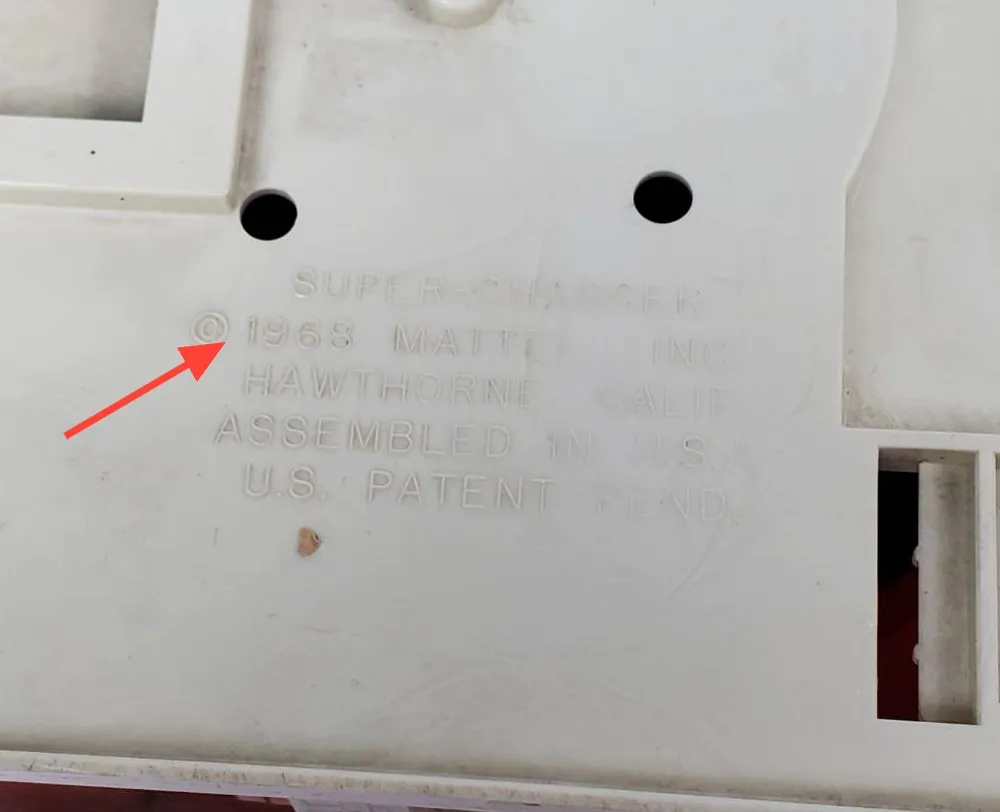 SUPER-CHARGER
© 1968 MATTEL INC
HAWTHORNE CALIF
ASSEMBLED IN U.S.A
U.S. PATENT PEND.